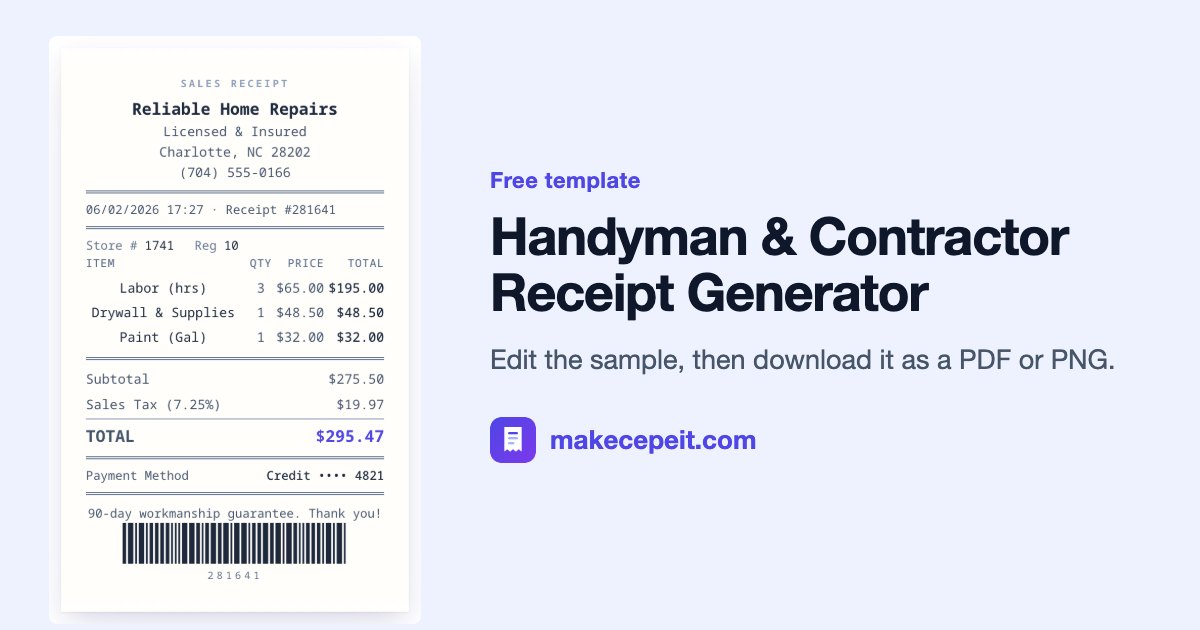 SALES RECEIPT
Reliable Home Repairs
Licensed & Insured
Charlotte, NC 28202
(704) 555-0166
06/02/2026 17:27 · Receipt #281641
Store # 1741 Reg 10
ITEM QTY PRICE TOTAL
Labor (hrs) 3 $65.00 $195.00
Drywall & Supplies 1 $48.50 $48.50
Paint (Gal) 1 $32.00 $32.00
Subtotal $275.50
Sales Tax (7.25%) $19.97
TOTAL $295.47
Payment Method Credit •••• 4821
90-day workmanship guarantee. Thank you!
281641
Free template
Handyman & Contractor
Receipt Generator
Edit the sample, then download it as a PDF or PNG.
makecepeit.com